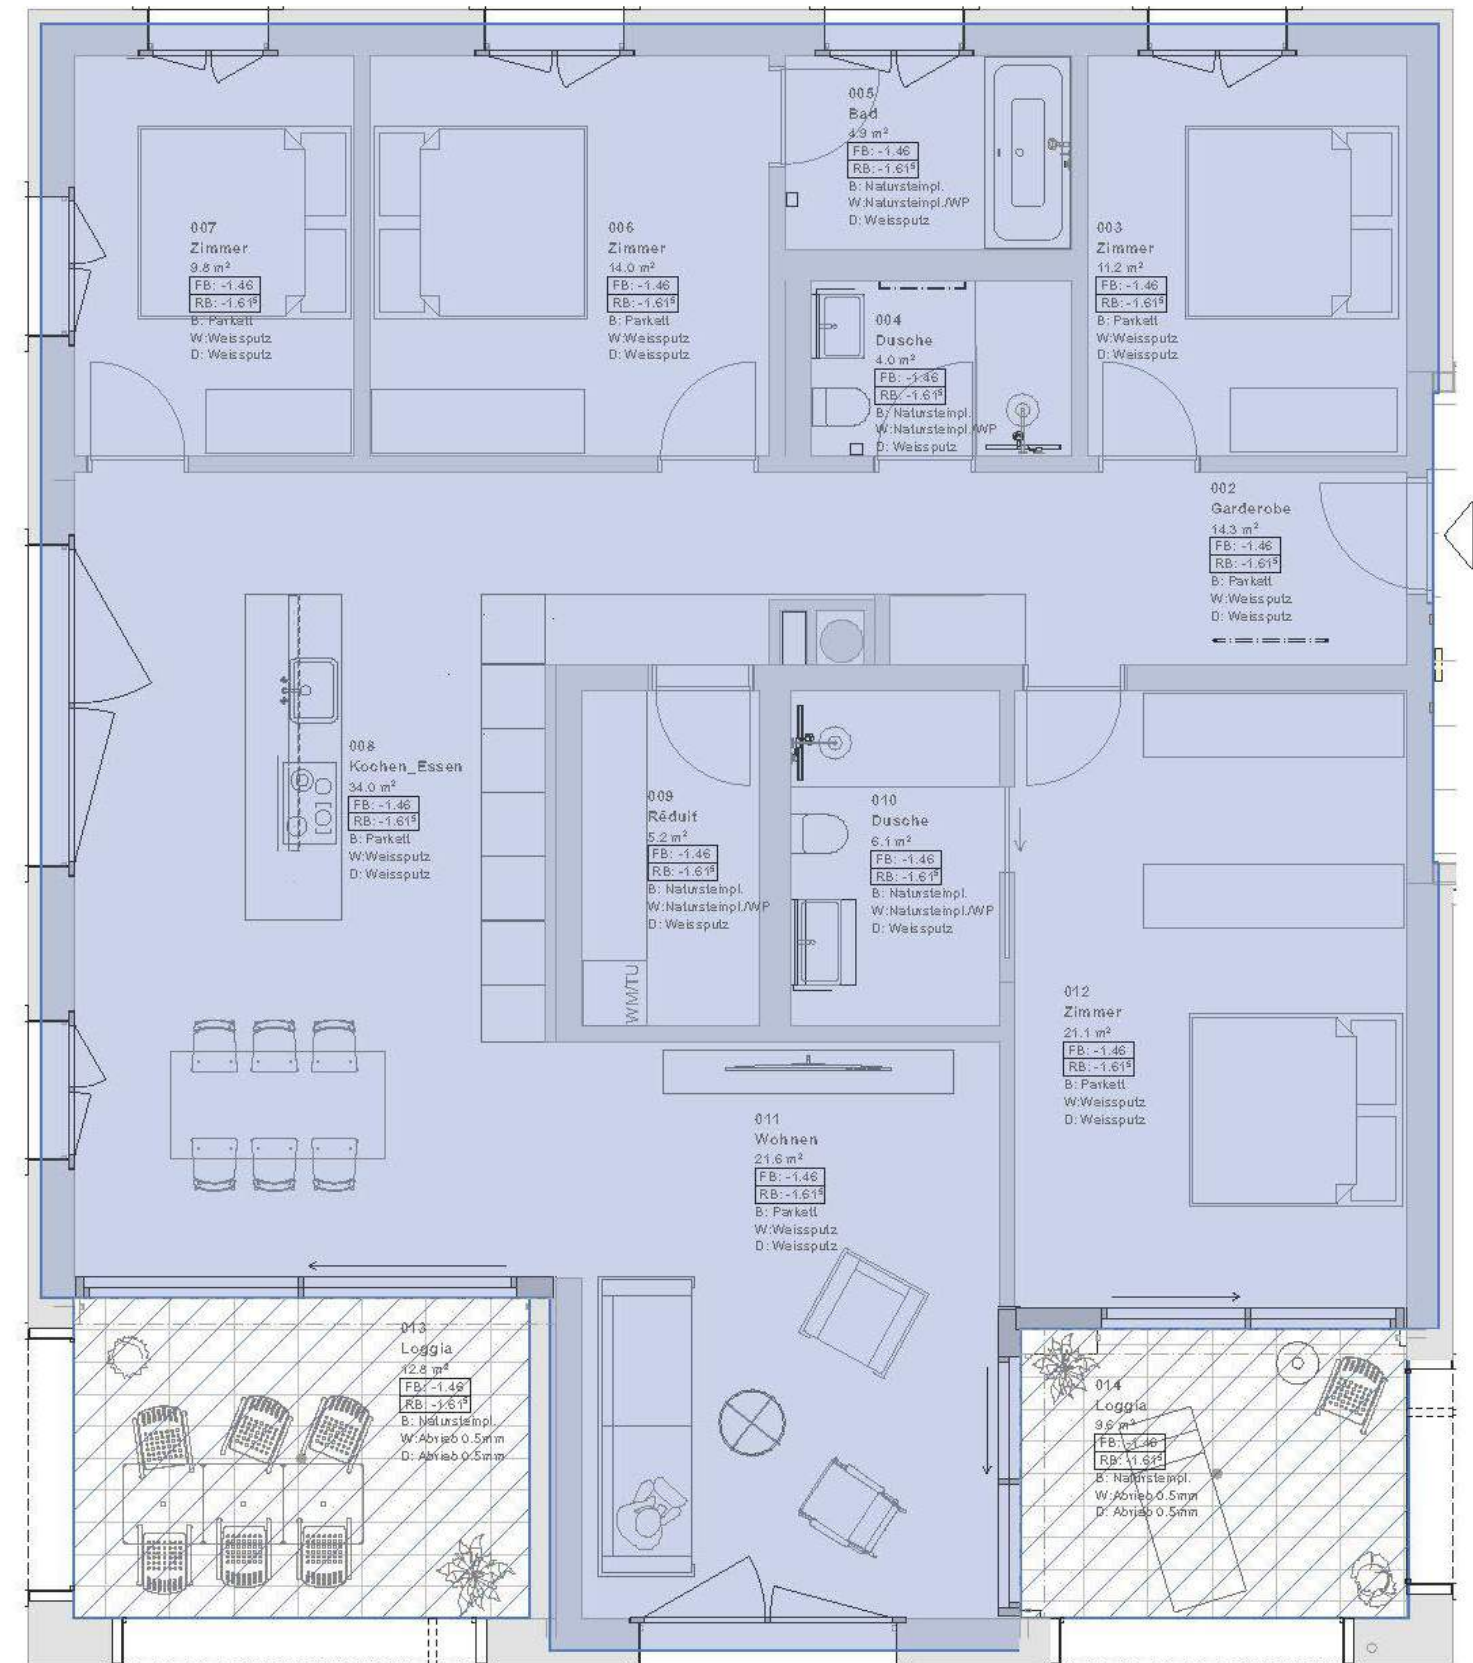 005
Bad
4.9 m²
FB: -1.46
RB: -1.61⁵
B: Natursteinpl.
W:Natursteinpl./WP
D: Weissputz
007
Zimmer
9.8 m²
FB: -1.46
RB: -1.61⁵
B: Parkett
W:Weissputz
D: Weissputz
006
Zimmer
14.0 m²
FB: -1.46
RB: -1.61⁵
B: Parkett
W:Weissputz
D: Weissputz
003
Zimmer
11.2 m²
FB: -1.46
RB: -1.61⁵
B: Parkett
W:Weissputz
D: Weissputz
004
Dusche
4.0 m²
FB: -1.46
RB: -1.61⁵
B: Natursteinpl.
W:Natursteinpl./WP
D: Weissputz
002
Garderobe
14.3 m²
FB: -1.46
RB: -1.61⁵
B: Parkett
W:Weissputz
D: Weissputz
008
Kochen_Essen
34.0 m²
FB: -1.46
RB: -1.61⁵
B: Parkett
W:Weissputz
D: Weissputz
009
Réduit
5.2 m²
FB: -1.46
RB: -1.61⁵
B: Natursteinpl.
W:Natursteinpl./WP
D: Weissputz
WM/TU
010
Dusche
6.1 m²
FB: -1.46
RB: -1.61⁵
B: Natursteinpl.
W:Natursteinpl./WP
D: Weissputz
012
Zimmer
21.1 m²
FB: -1.46
RB: -1.61⁵
B: Parkett
W:Weissputz
D: Weissputz
011
Wohnen
21.6 m²
FB: -1.46
RB: -1.61⁵
B: Parkett
W:Weissputz
D: Weissputz
013
Loggia
12.8 m²
FB: -1.46
RB: -1.61⁵
B: Natursteinpl.
W:Abrieb 0.5mm
D: Abrieb 0.5mm
014
Loggia
9.6 m²
FB: -1.46
RB: -1.61⁵
B: Natursteinpl.
W:Abrieb 0.5mm
D: Abrieb 0.5mm